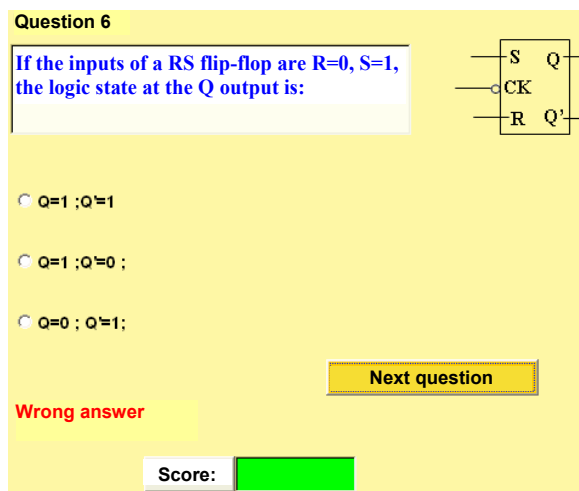 Question 6
If the inputs of a RS flip-flop are R=0, S=1,
the logic state at the Q output is:
S Q
CK
R Q'
Q=1 ;Q'=1
Q=1 ;Q'=0 ;
Q=0 ; Q'=1;
Next question
Wrong answer
Score: